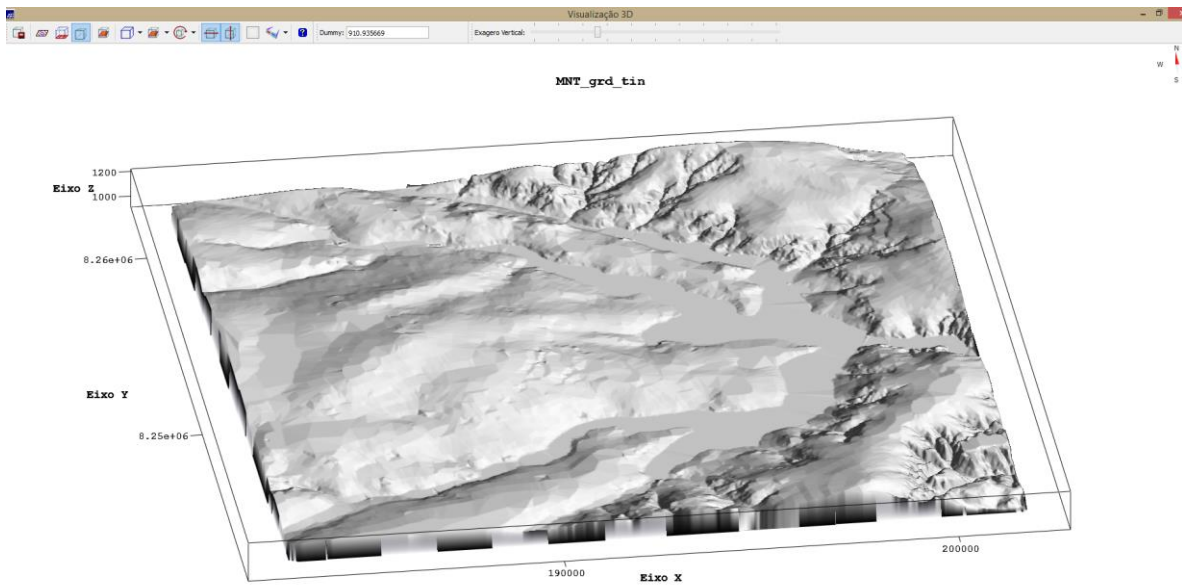 Visualização 3D
Dummy: 910.935669
Exagero Vertical:
N
W
S
MNT_grd_tin
1200
Eixo Z
1000
8.26e+06
Eixo Y
8.25e+06
190000
Eixo X
200000